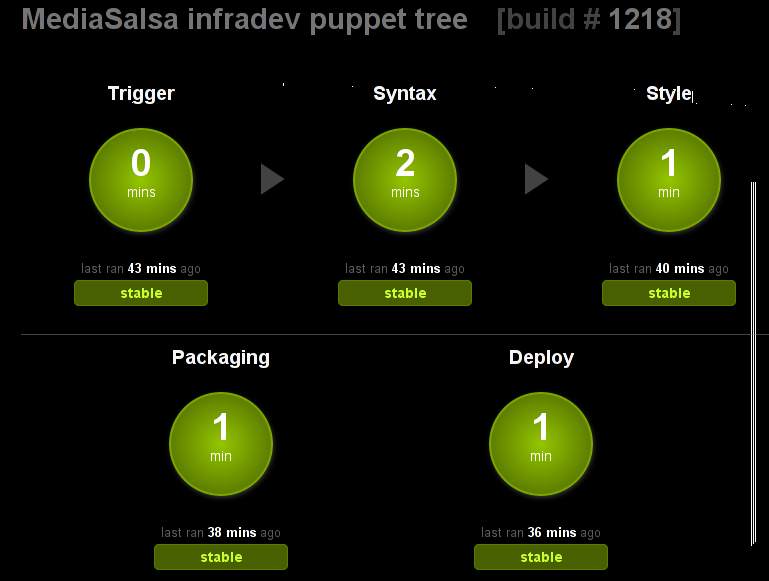 MediaSalsa infradev puppet tree [build # 1218]
Trigger Syntax Style
0 2 1
mins mins min
last ran 43 mins ago last ran 43 mins ago last ran 40 mins ago
stable stable stable
Packaging Deploy
1 1
min min
last ran 38 mins ago last ran 36 mins ago
stable stable